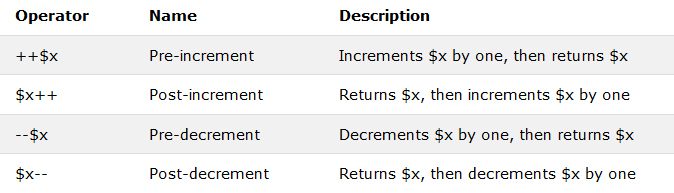 Operator Name Description
++$x Pre-increment Increments $x by one, then returns $x
$x++ Post-increment Returns $x, then increments $x by one
--$x Pre-decrement Decrements $x by one, then returns $x
$x-- Post-decrement Returns $x, then decrements $x by one